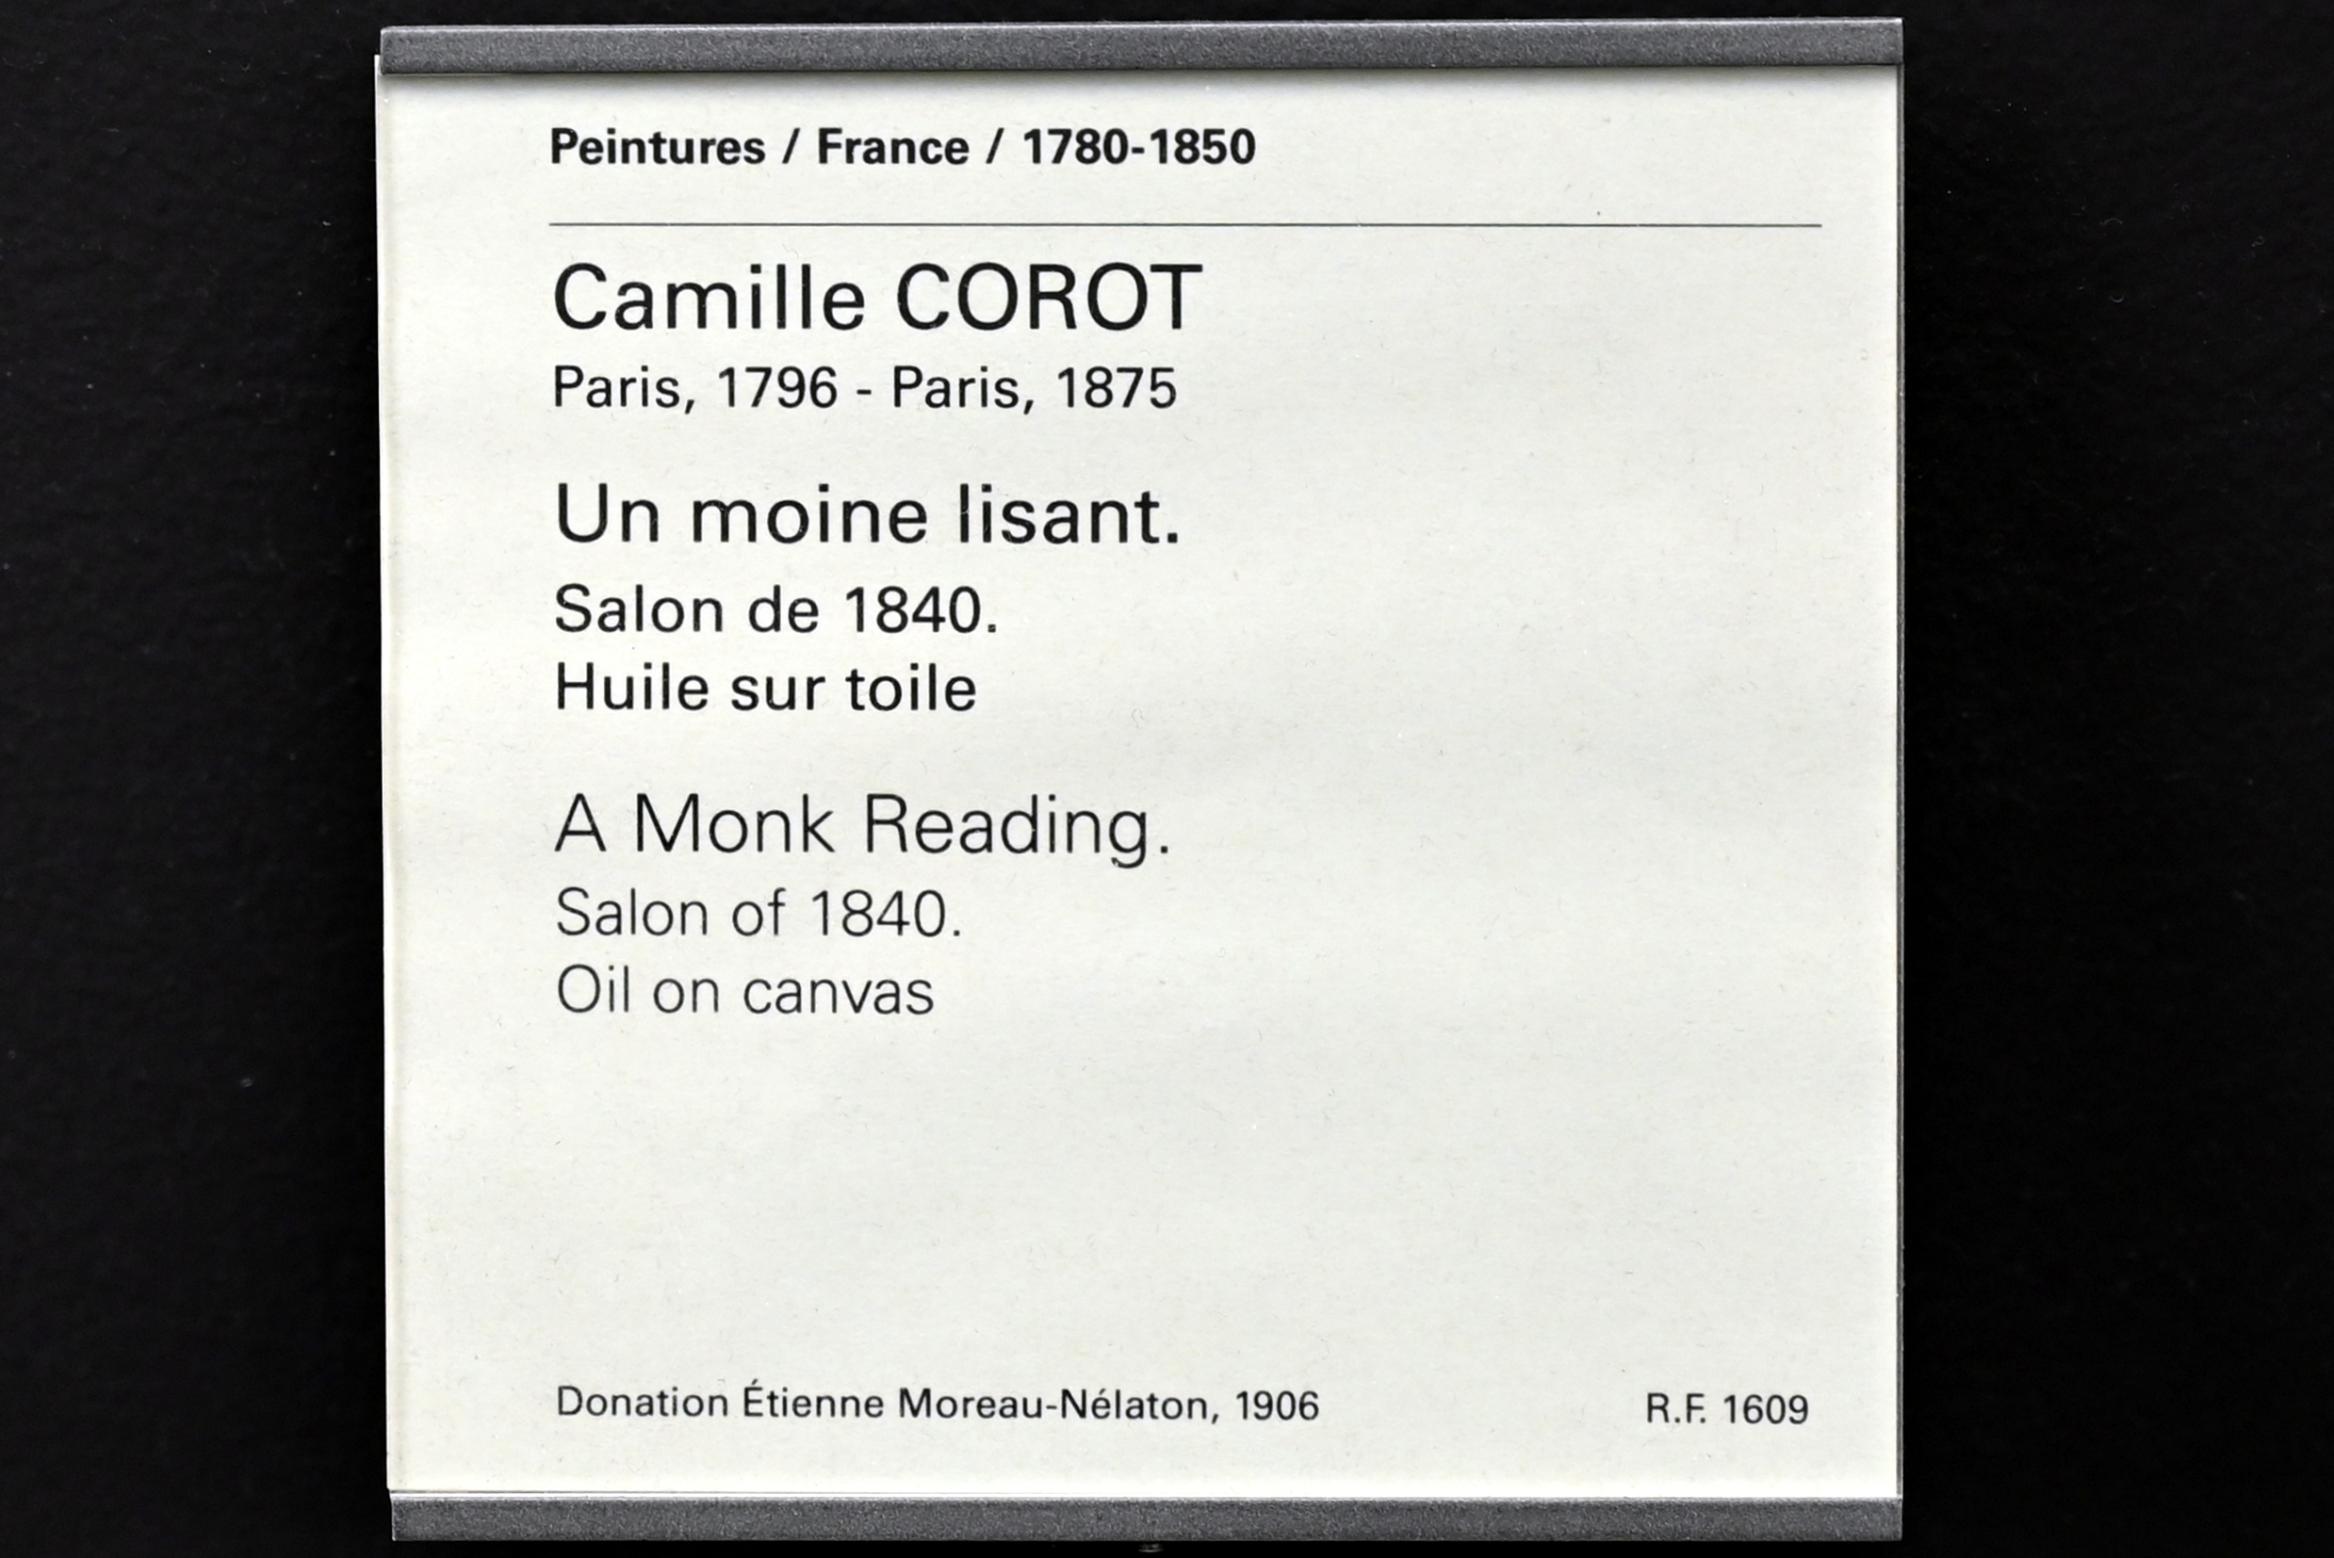 Peintures / France / 1780-1850
Camille COROT
Paris, 1796 - Paris, 1875
Un moine lisant.
Salon de 1840.
Huile sur toile
A Monk Reading.
Salon of 1840.
Oil on canvas
Donation Étienne Moreau-Nélaton, 1906 R.F. 1609